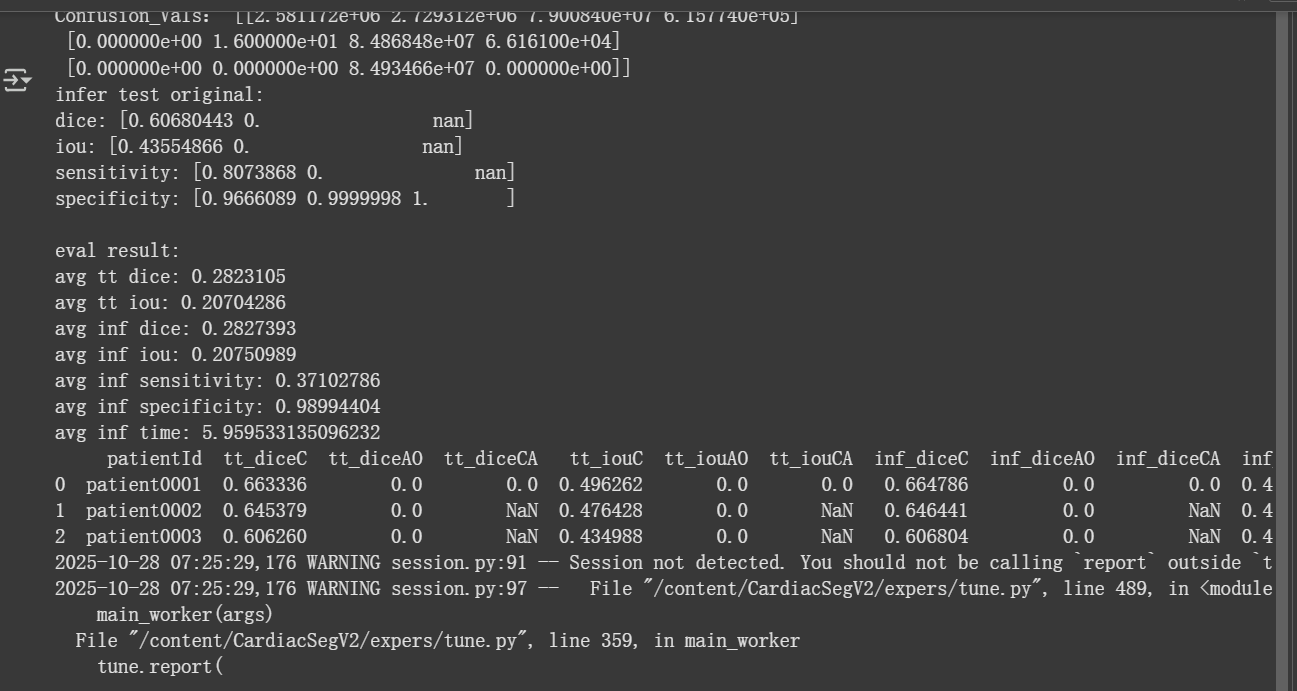 Confusion_Vals:  [[2.581172e+06 2.729312e+06 7.900840e+07 6.157740e+05]
 [0.000000e+00 1.600000e+01 8.486848e+07 6.616100e+04]
 [0.000000e+00 0.000000e+00 8.493466e+07 0.000000e+00]]
infer test original:
dice: [0.60680443 0.                nan]
iou: [0.43554866 0.                nan]
sensitivity: [0.8073868 0.              nan]
specificity: [0.9666089 0.9999998 1.       ]
eval result:
avg tt dice: 0.2823105
avg tt iou: 0.20704286
avg inf dice: 0.2827393
avg inf iou: 0.20750989
avg inf sensitivity: 0.37102786
avg inf specificity: 0.98994404
avg inf time: 5.959533135096232
     patientId  tt_diceC  tt_diceAO  tt_diceCA   tt_iouC  tt_iouAO  tt_iouCA  inf_diceC  inf_diceAO  inf_diceCA  inf
0  patient0001  0.663336        0.0        0.0  0.496262       0.0       0.0   0.664786         0.0         0.0  0.4
1  patient0002  0.645379        0.0        NaN  0.476428       0.0       NaN   0.646441         0.0         NaN  0.4
2  patient0003  0.606260        0.0        NaN  0.434988       0.0       NaN   0.606804         0.0         NaN  0.4
2025-10-28 07:25:29,176 WARNING session.py:91 -- Session not detected. You should not be calling `report` outside `t
2025-10-28 07:25:29,176 WARNING session.py:97 --   File "/content/CardiacSegV2/expers/tune.py", line 489, in <module
    main_worker(args)
  File "/content/CardiacSegV2/expers/tune.py", line 359, in main_worker
    tune.report(